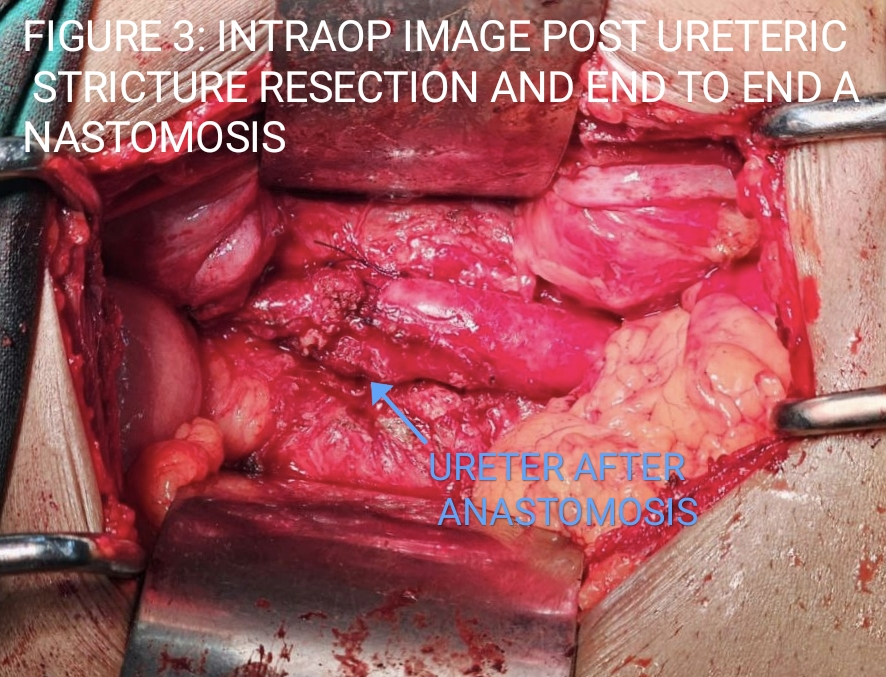 FIGURE 3: INTRAOP IMAGE POST URETERIC
STRICTURE RESECTION AND END TO END A
NASTOMOSIS
URETER AFTER
ANASTOMOSIS